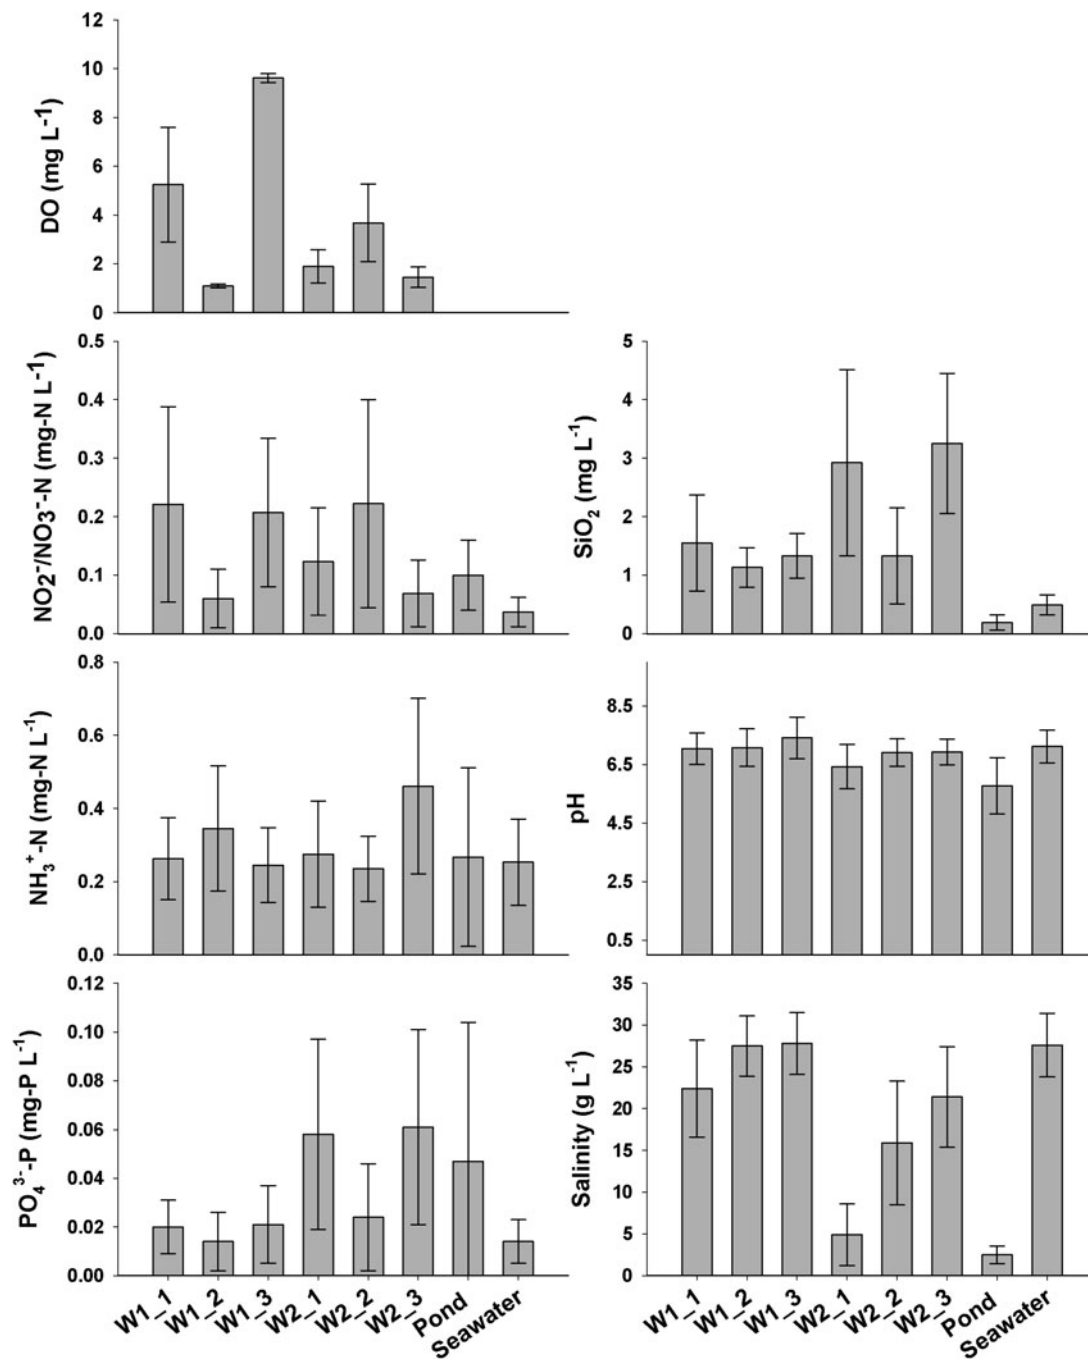 DO (mg L⁻¹)
12
10
8
6
4
2
0
NO₂⁻/NO₃⁻-N (mg-N L⁻¹)
0.5
0.4
0.3
0.2
0.1
0.0
SiO₂ (mg L⁻¹)
5
4
3
2
1
0
NH₃⁺-N (mg-N L⁻¹)
0.8
0.6
0.4
0.2
0.0
pH
8.5
6.5
4.5
2.5
0.5
PO₄³⁻-P (mg-P L⁻¹)
0.12
0.10
0.08
0.06
0.04
0.02
0.00
W1_1
W1_2
W1_3
W2_1
W2_2
W2_3
Pond
Seawater
Salinity (g L⁻¹)
35
30
25
20
15
10
5
0
W1_1
W1_2
W1_3
W2_1
W2_2
W2_3
Pond
Seawater